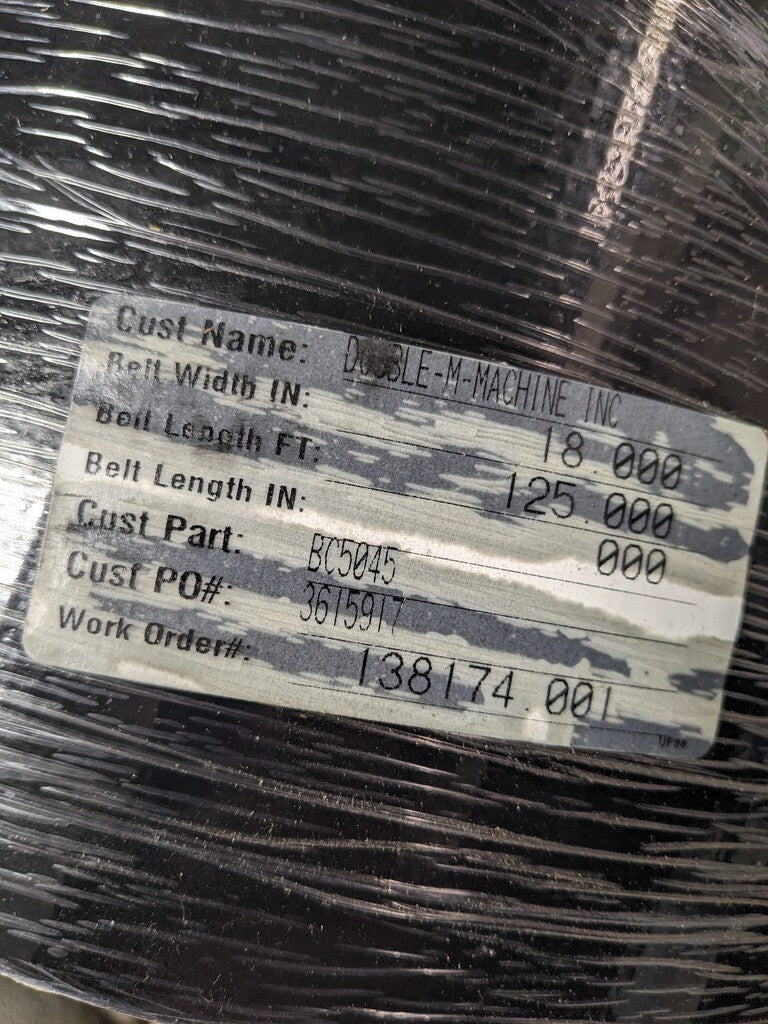 Cust Name: DOUBLE-M-MACHINE INC
Belt Width IN: 18.000
Belt Length FT: 125.000
Belt Length IN: 000
Cust Part: BC5045
Cust PO#: 3615917
Work Order#: 138174.001